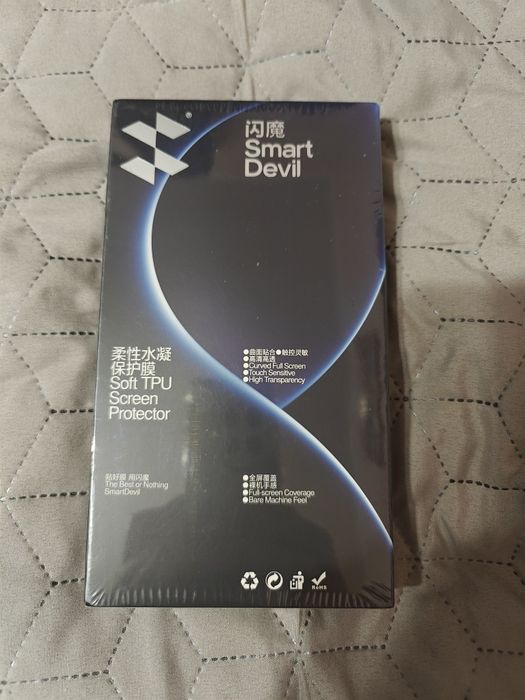 ®
闪魔
Smart
Devil
柔性水凝
保护膜
Soft TPU
Screen
Protector
●曲面贴合●触控灵敏
●高清高透
●Curved Full Screen
●Touch Sensitive
●High Transparency
贴好膜 用闪魔
The Best or Nothing
SmartDevil
●全屏覆盖
●裸机手感
●Full-screen Coverage
●Bare Machine Feel
RoHS